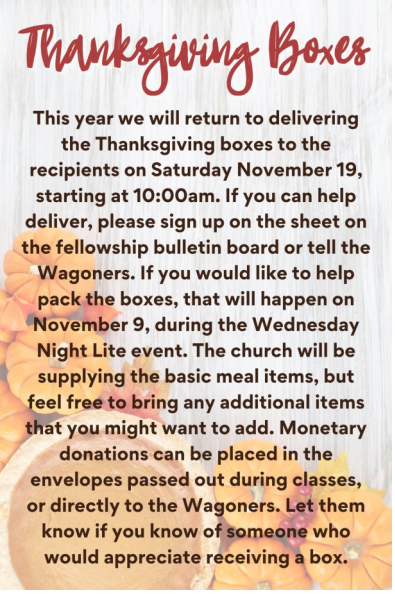 Thanksgiving Boxes
This year we will return to delivering
the Thanksgiving boxes to the
recipients on Saturday November 19,
starting at 10:00am. If you can help
deliver, please sign up on the sheet on
the fellowship bulletin board or tell the
Wagoners. If you would like to help
pack the boxes, that will happen on
November 9, during the Wednesday
Night Lite event. The church will be
supplying the basic meal items, but
feel free to bring any additional items
that you might want to add. Monetary
donations can be placed in the
envelopes passed out during classes,
or directly to the Wagoners. Let them
know if you know of someone who
would appreciate receiving a box.